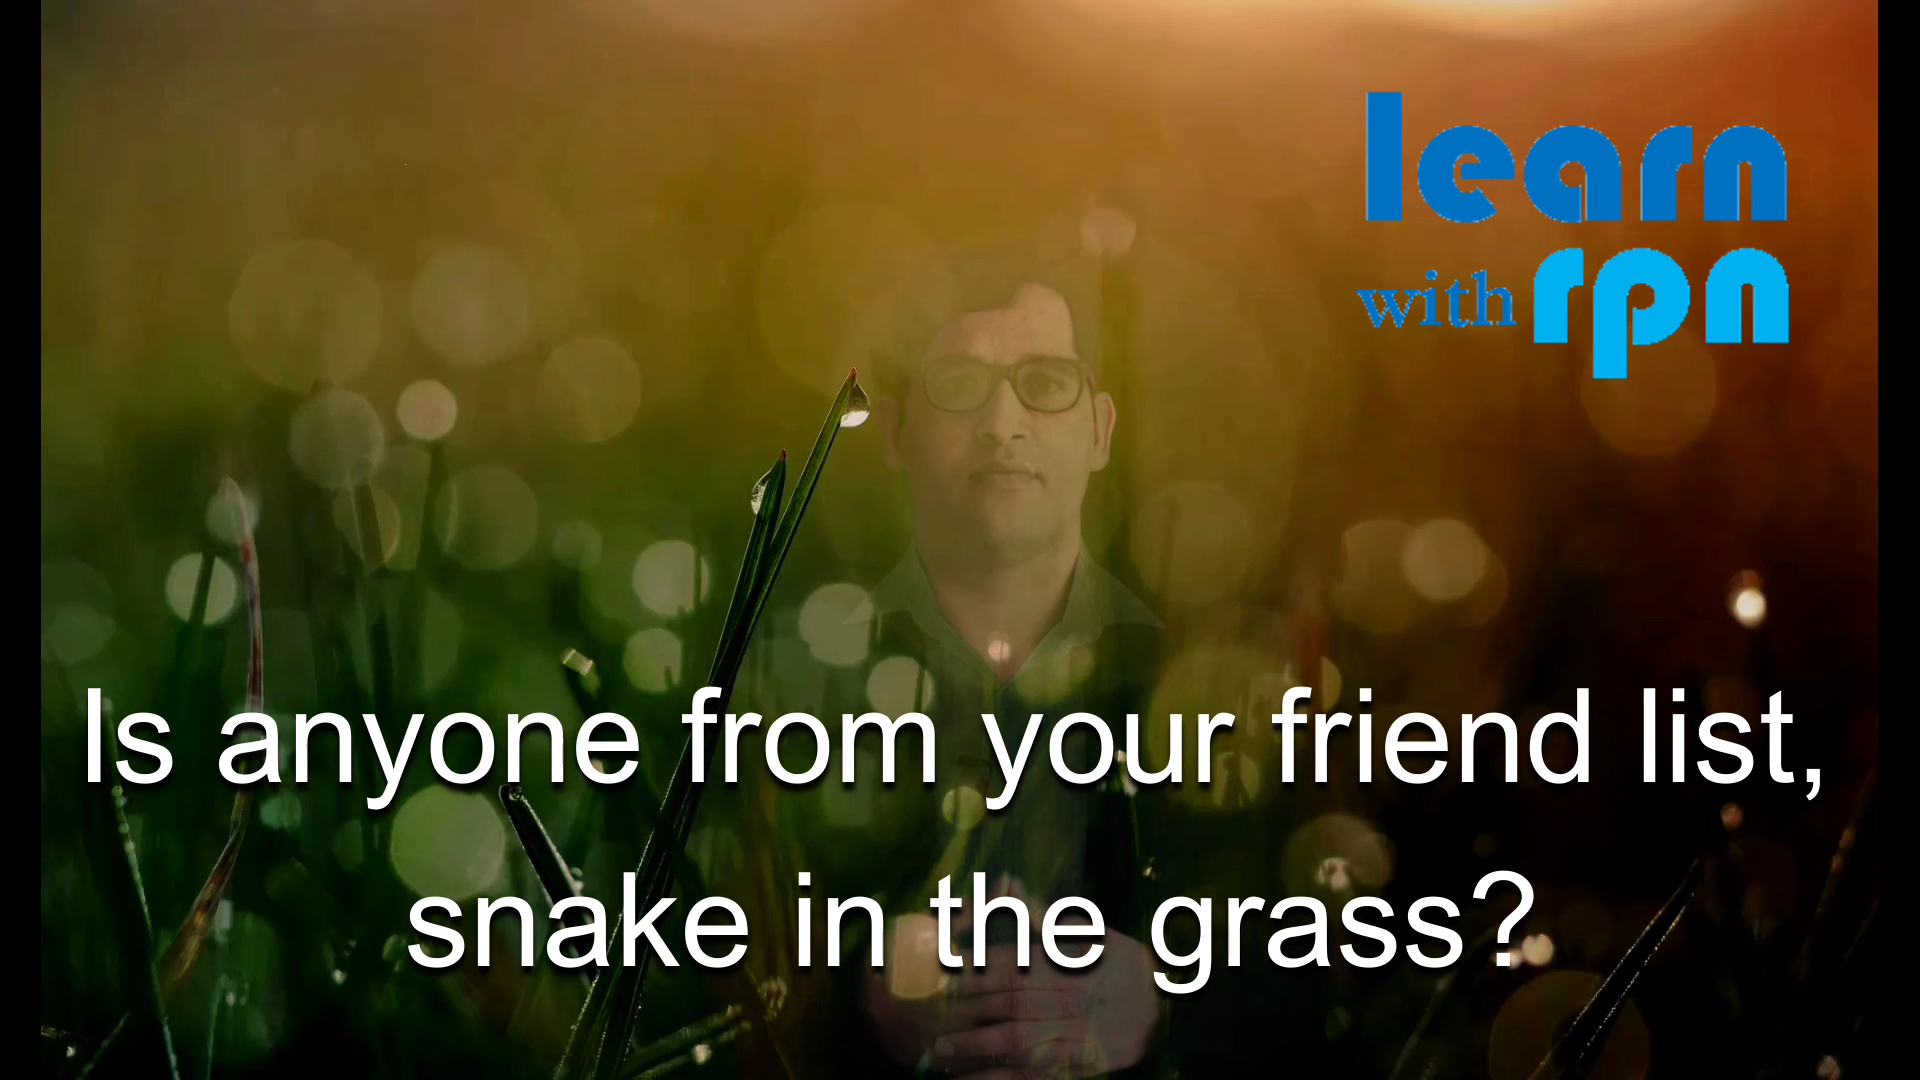 learn
with rpn
Is anyone from your friend list,
snake in the grass?